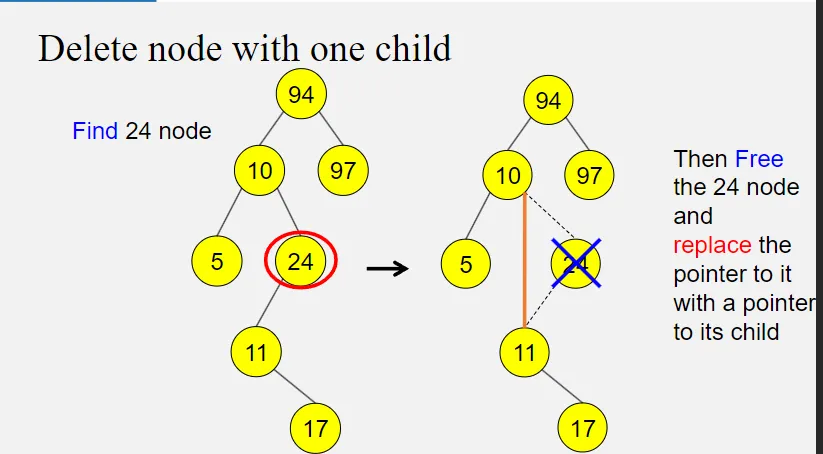 Delete node with one child
94
94
Find 24 node
10
97
10
97
Then Free
the 24 node
and
replace the
pointer to it
with a pointer
to its child
5
24
5
24
11
11
17
17